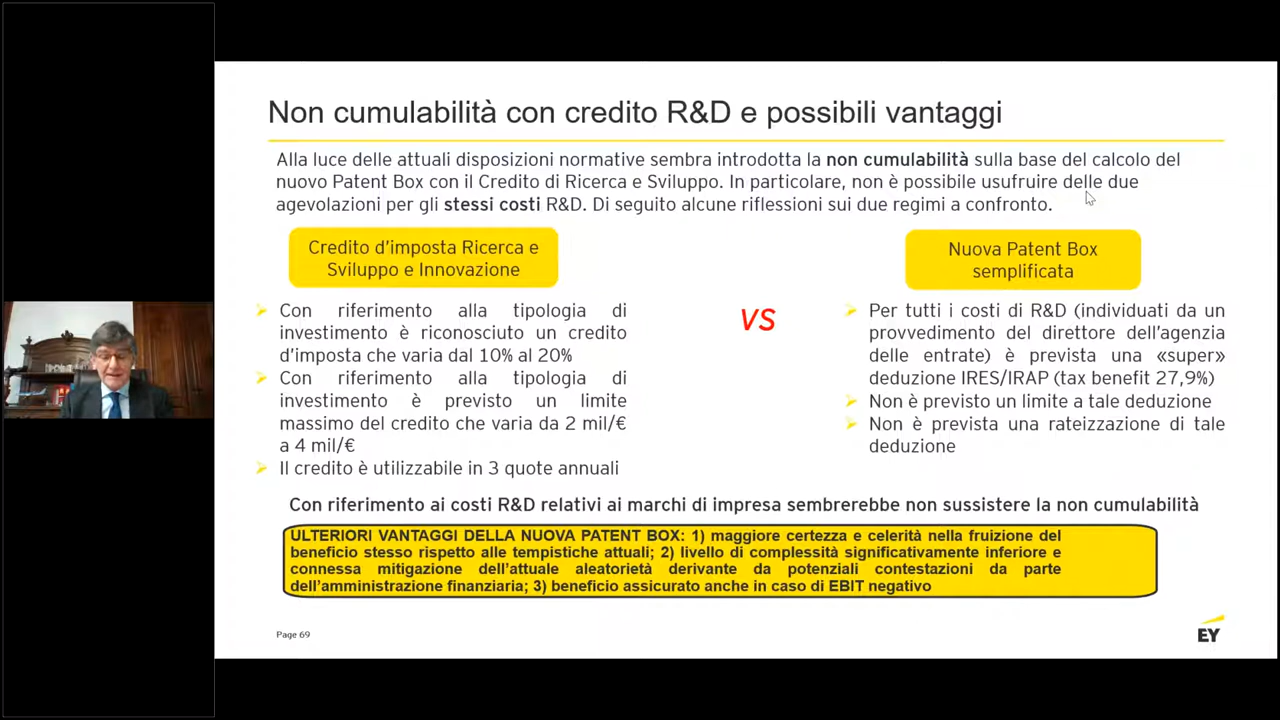 Non cumulabilità con credito R&D e possibili vantaggi
Alla luce delle attuali disposizioni normative sembra introdotta la non cumulabilità sulla base del calcolo del
nuovo Patent Box con il Credito di Ricerca e Sviluppo. In particolare, non è possibile usufruire delle due
agevolazioni per gli stessi costi R&D. Di seguito alcune riflessioni sui due regimi a confronto.
Credito d'imposta Ricerca e
Sviluppo e Innovazione
Con riferimento alla tipologia di
investimento è riconosciuto un credito
d'imposta che varia dal 10% al 20%
Con riferimento alla tipologia di
investimento è previsto un limite
massimo del credito che varia da 2 mil/€
a 4 mil/€
Il credito è utilizzabile in 3 quote annuali
VS
Nuova Patent Box
semplificata
Per tutti i costi di R&D (individuati da un
provvedimento del direttore dell'agenzia
delle entrate) è prevista una «super»
deduzione IRES/IRAP (tax benefit 27,9%)
Non è previsto un limite a tale deduzione
Non è prevista una rateizzazione di tale
deduzione
Con riferimento ai costi R&D relativi ai marchi di impresa sembrerebbe non sussistere la non cumulabilità
ULTERIORI VANTAGGI DELLA NUOVA PATENT BOX: 1) maggiore certezza e celerità nella fruizione del
beneficio stesso rispetto alle tempistiche attuali; 2) livello di complessità significativamente inferiore e
connessa mitigazione dell'attuale aleatorietà derivante da potenziali contestazioni da parte
dell'amministrazione finanziaria; 3) beneficio assicurato anche in caso di EBIT negativo
Page 69
EY